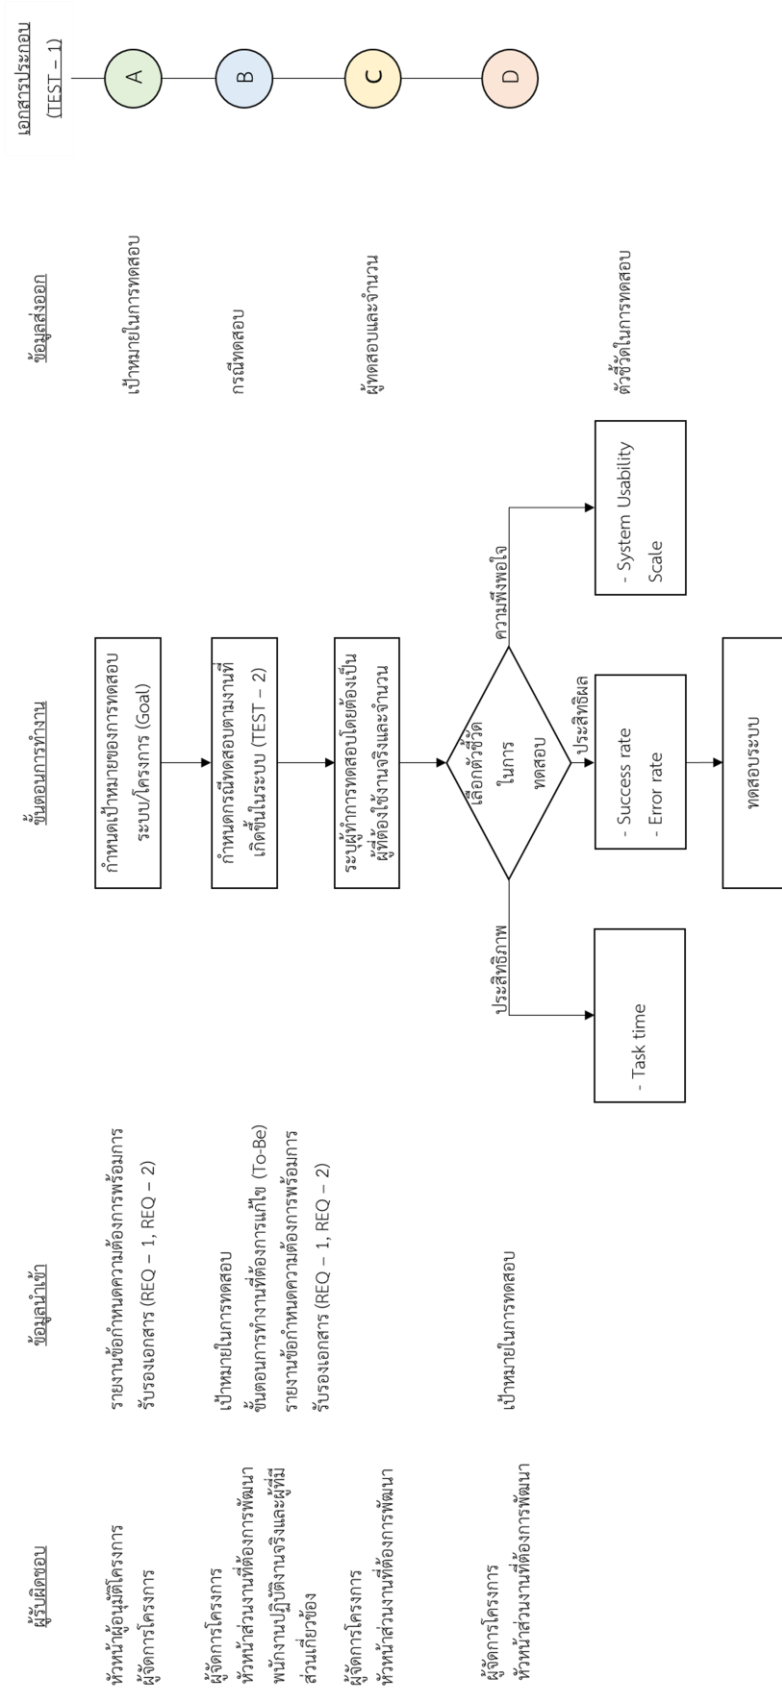 ผู้รับผิดชอบ
ข้อมูลนำเข้า
ขั้นตอนการทำงาน
ข้อมูลส่งออก
เอกสารประกอบ
(TEST – 1)
หัวหน้าผู้อนุมัติโครงการ
ผู้จัดการโครงการ
รายงานข้อกำหนดความต้องการพร้อมการ
รับรองเอกสาร (REQ – 1, REQ – 2)
กำหนดเป้าหมายของการทดสอบ
ระบบ/โครงการ (Goal)
เป้าหมายในการทดสอบ
A
ผู้จัดการโครงการ
หัวหน้าส่วนงานที่ต้องการพัฒนา
พนักงานปฏิบัติงานจริงและผู้ที่มี
ส่วนเกี่ยวข้อง
เป้าหมายในการทดสอบ
ขั้นตอนการทำงานที่ต้องการแก้ไข (To-Be)
รายงานข้อกำหนดความต้องการพร้อมการ
รับรองเอกสาร (REQ – 1, REQ – 2)
กำหนดกรณีทดสอบตามงานที่
เกิดขึ้นในระบบ (TEST – 2)
กรณีทดสอบ
B
ผู้จัดการโครงการ
หัวหน้าส่วนงานที่ต้องการพัฒนา
ระบุผู้ทำการทดสอบโดยต้องเป็น
ผู้ที่ต้องใช้งานจริงและจำนวน
ผู้ทดสอบและจำนวน
C
ผู้จัดการโครงการ
หัวหน้าส่วนงานที่ต้องการพัฒนา
เป้าหมายในการทดสอบ
เลือกตัวชี้วัด
ในการ
ทดสอบ
D
ประสิทธิภาพ
ประสิทธิผล
ความพึงพอใจ
- Task time
- Success rate
- Error rate
- System Usability
Scale
ตัวชี้วัดในการทดสอบ
ทดสอบระบบ